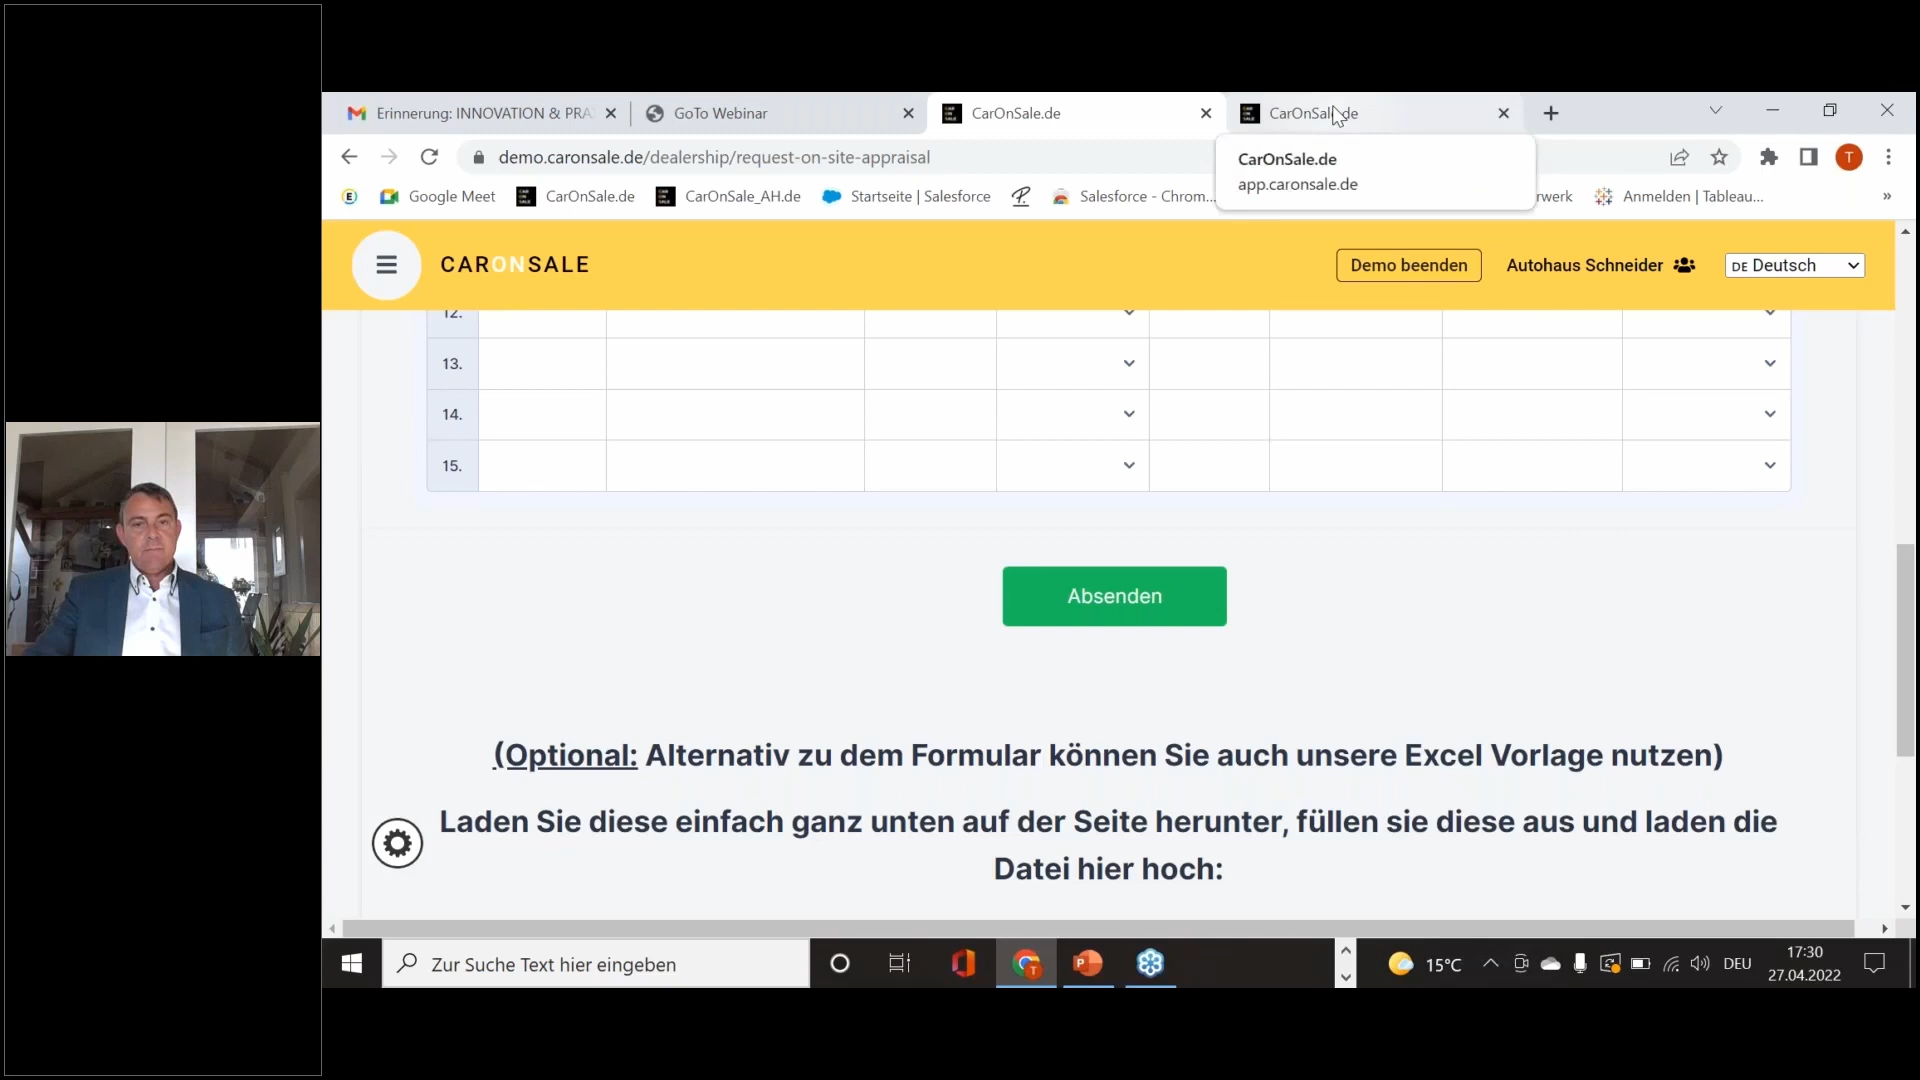 Erinnerung: INNOVATION & PRA
GoTo Webinar
CarOnSale.de
CarOnSale.de
demo.caronsale.de/dealership/request-on-site-appraisal
CarOnSale.de
app.caronsale.de
Google Meet
CarOnSale.de
CarOnSale_AH.de
Startseite | Salesforce
Salesforce - Chrom...
rwerk
Anmelden | Tableau...
»
T
CARONSALE
Demo beenden
Autohaus Schneider
DE Deutsch
12.
13.
14.
15.
Absenden
(Optional: Alternativ zu dem Formular können Sie auch unsere Excel Vorlage nutzen)
Laden Sie diese einfach ganz unten auf der Seite herunter, füllen sie diese aus und laden die
Datei hier hoch:
Zur Suche Text hier eingeben
15°C
DEU
17:30
27.04.2022